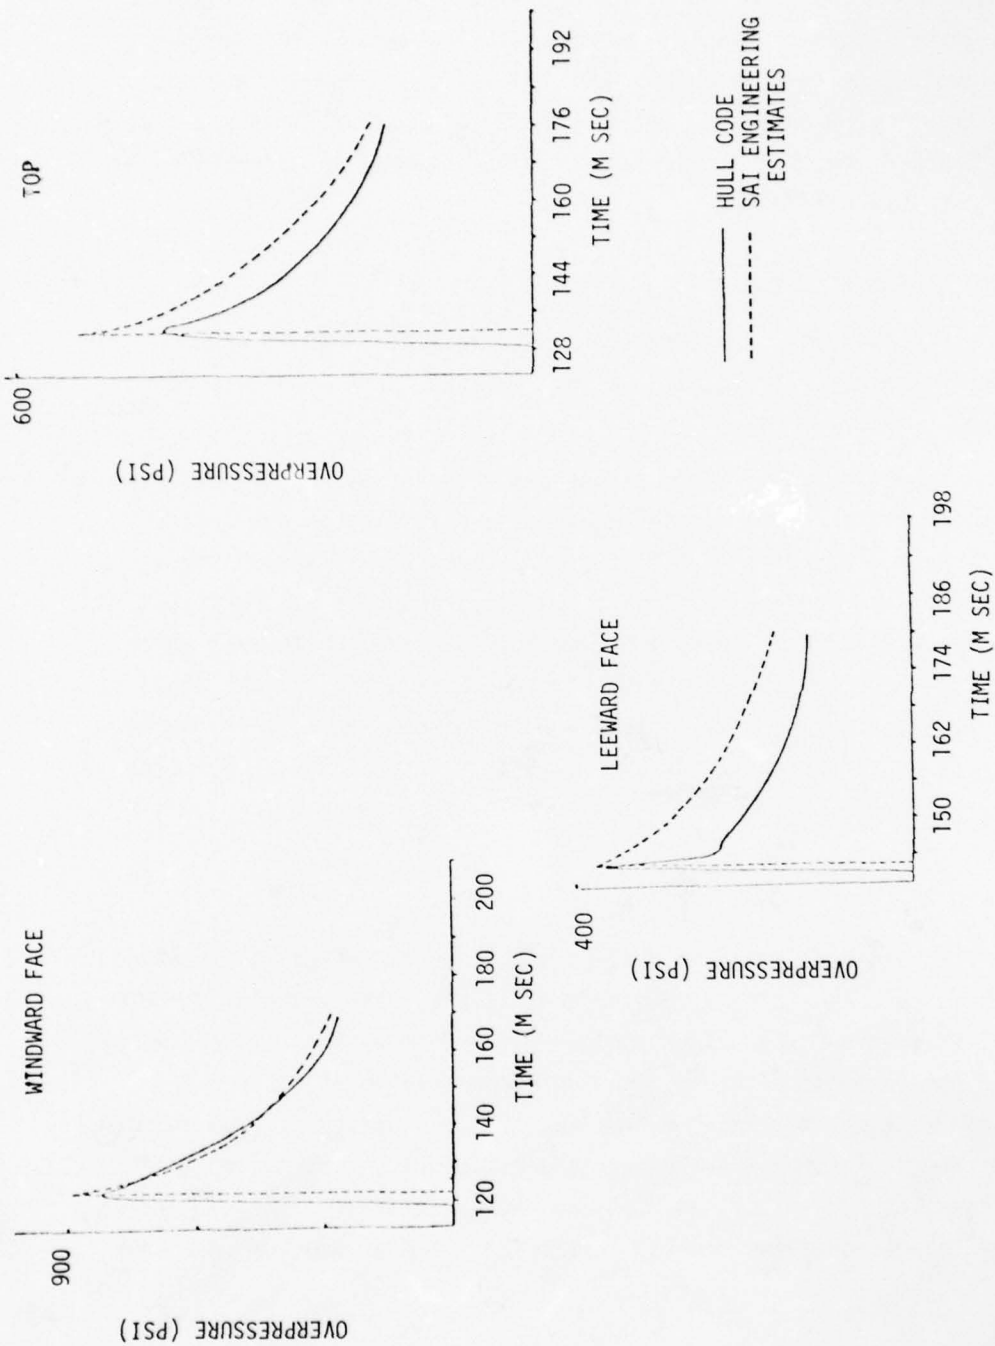 TOP
600
OVERPRESSURE (PSI)
128 144 160 176 192
TIME (M SEC)
HULL CODE
SAI ENGINEERING
ESTIMATES
WINDWARD FACE
900
OVERPRESSURE (PSI)
120 140 160 180 200
TIME (M SEC)
LEEWARD FACE
400
OVERPRESSURE (PSI)
150 162 174 186 198
TIME (M SEC)